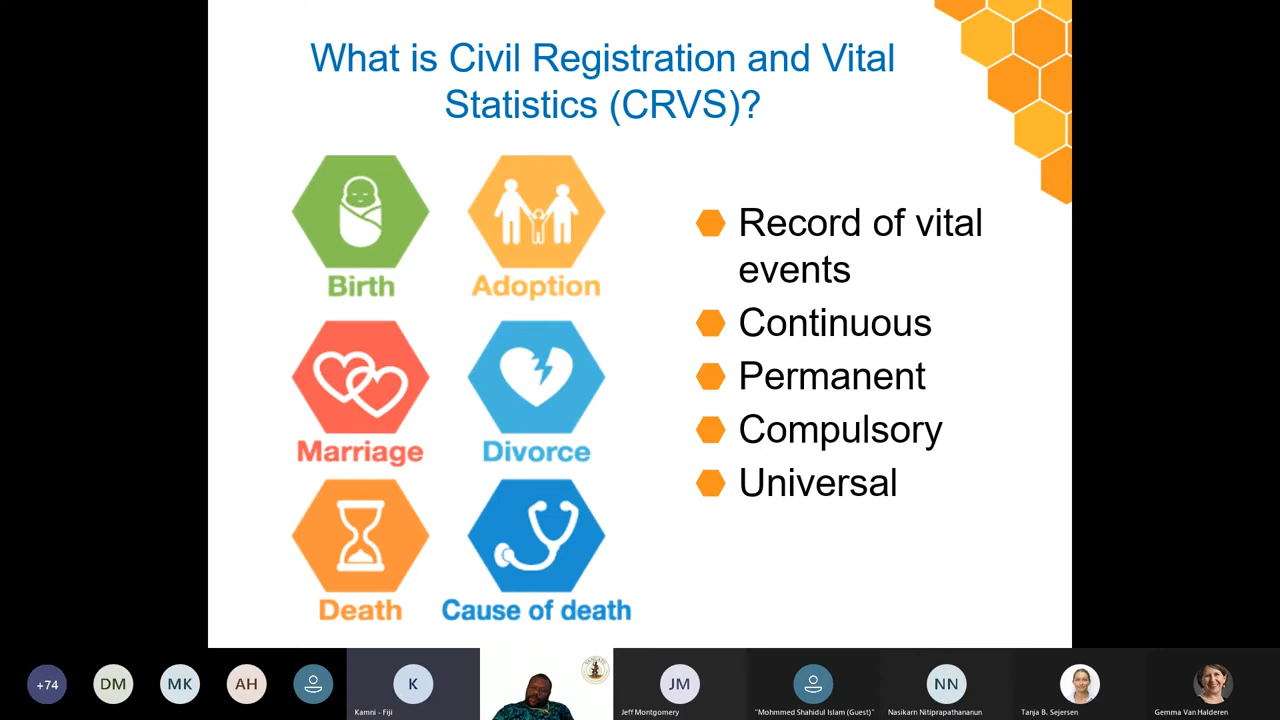 What is Civil Registration and Vital
Statistics (CRVS)?
Birth
Adoption
Marriage
Divorce
Death
Cause of death
Record of vital
events
Continuous
Permanent
Compulsory
Universal
+74
DM
MK
AH
K
Kamni - Fiji
JM
Jeff Montgomery
"Mohmmed Shahidul Islam (Guest)"
NN
Nasikarn Nitiprapathananun
Tanja B. Sejersen
Gemma Van Halderen